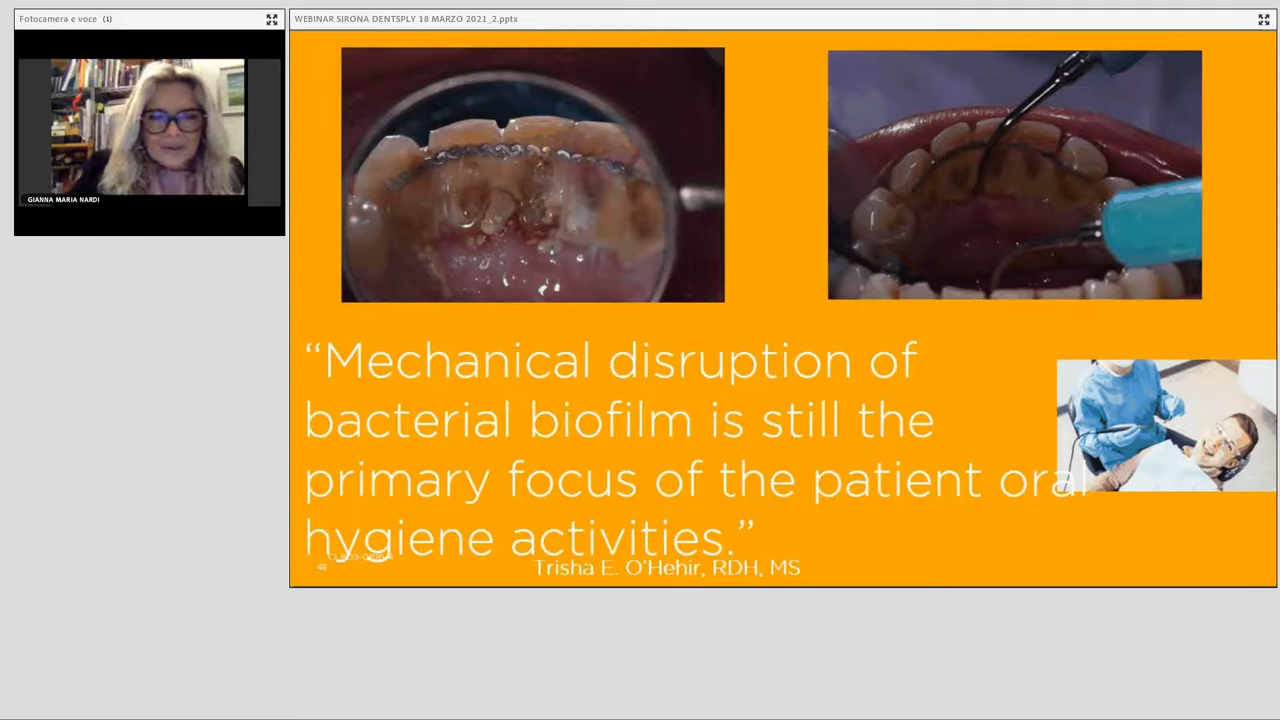 Fotocamera e voce (1)
WEBINAR SIRONA DENTSPLY 18 MARZO 2021_2.pptx
GIANNA MARIA NARDI
“Mechanical disruption of
bacterial biofilm is still the
primary focus of the patient oral
hygiene activities.”
48
Trisha E. O'Hehir, RDH, MS